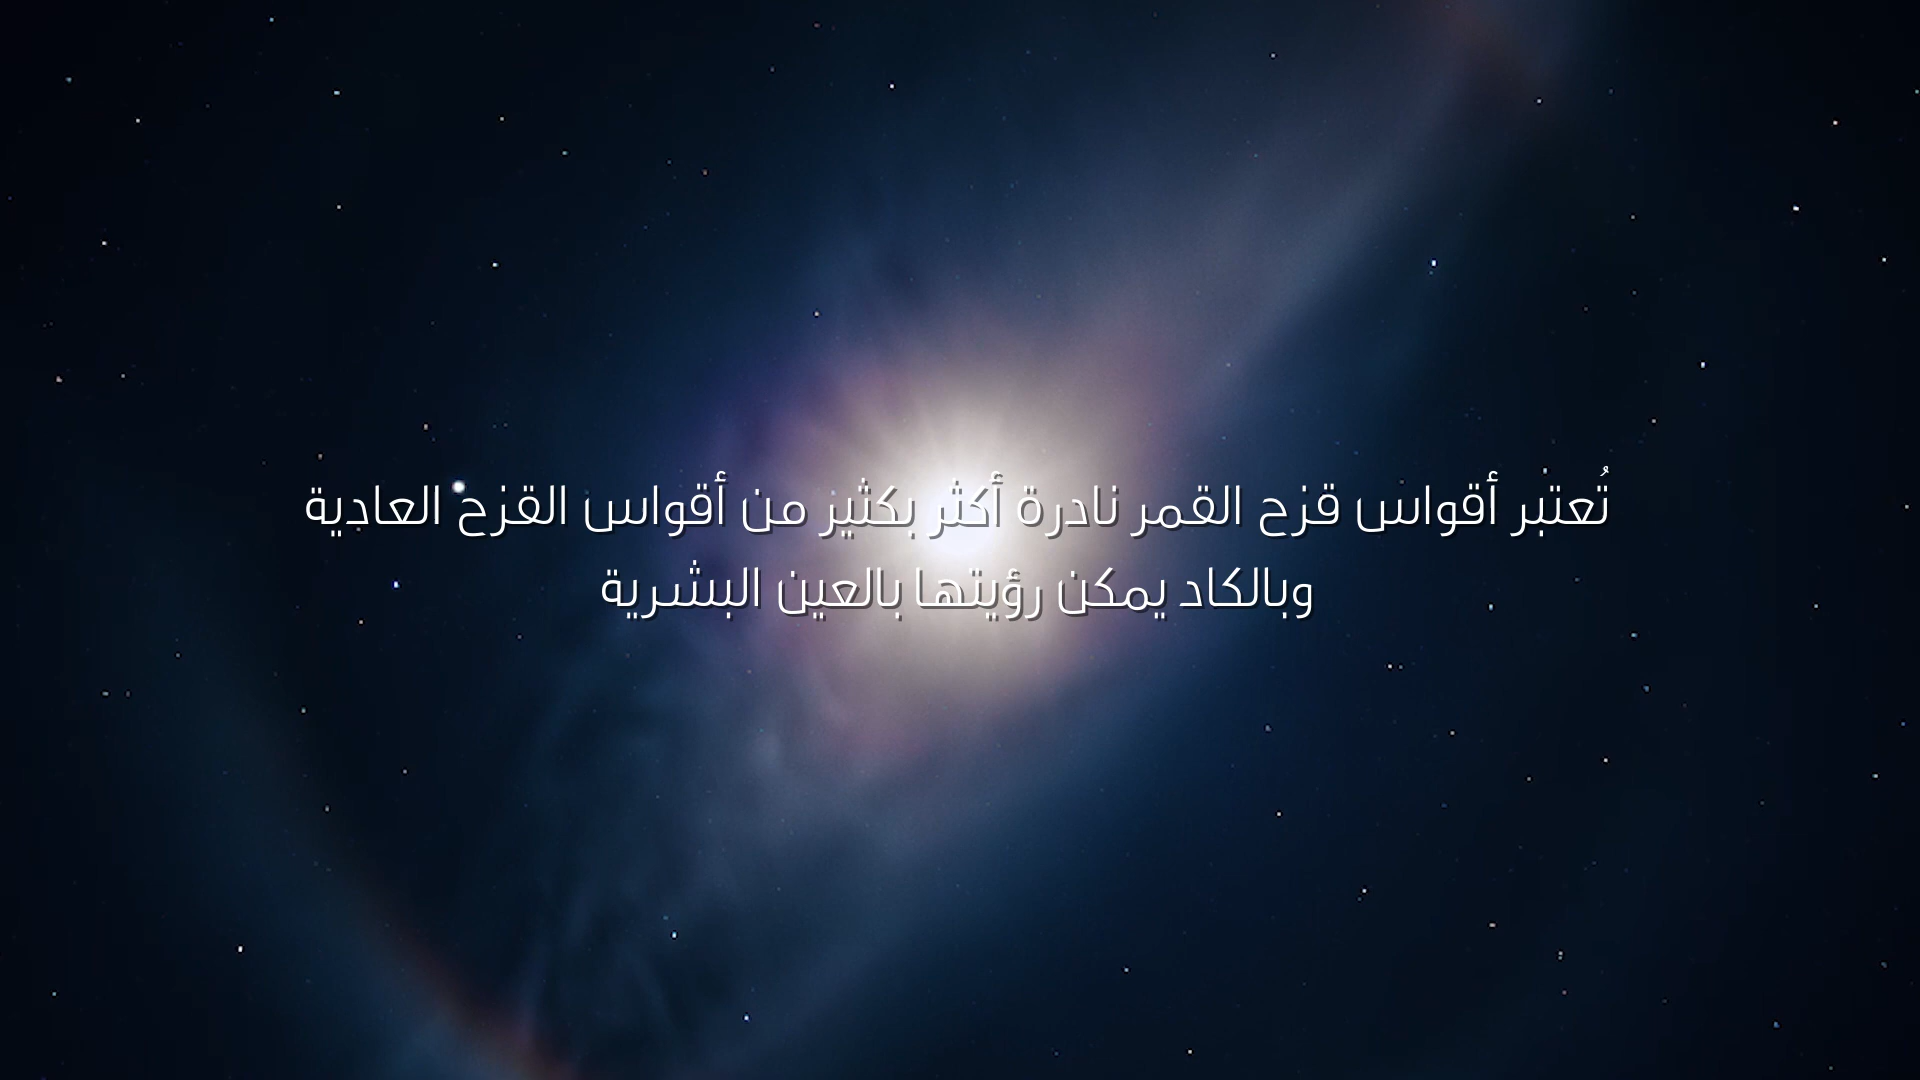 تُعتبر أقواس قزح القمر نادرة أكثر بكثير من أقواس القزح العادية
وبالكاد يمكن رؤيتها بالعين البشرية